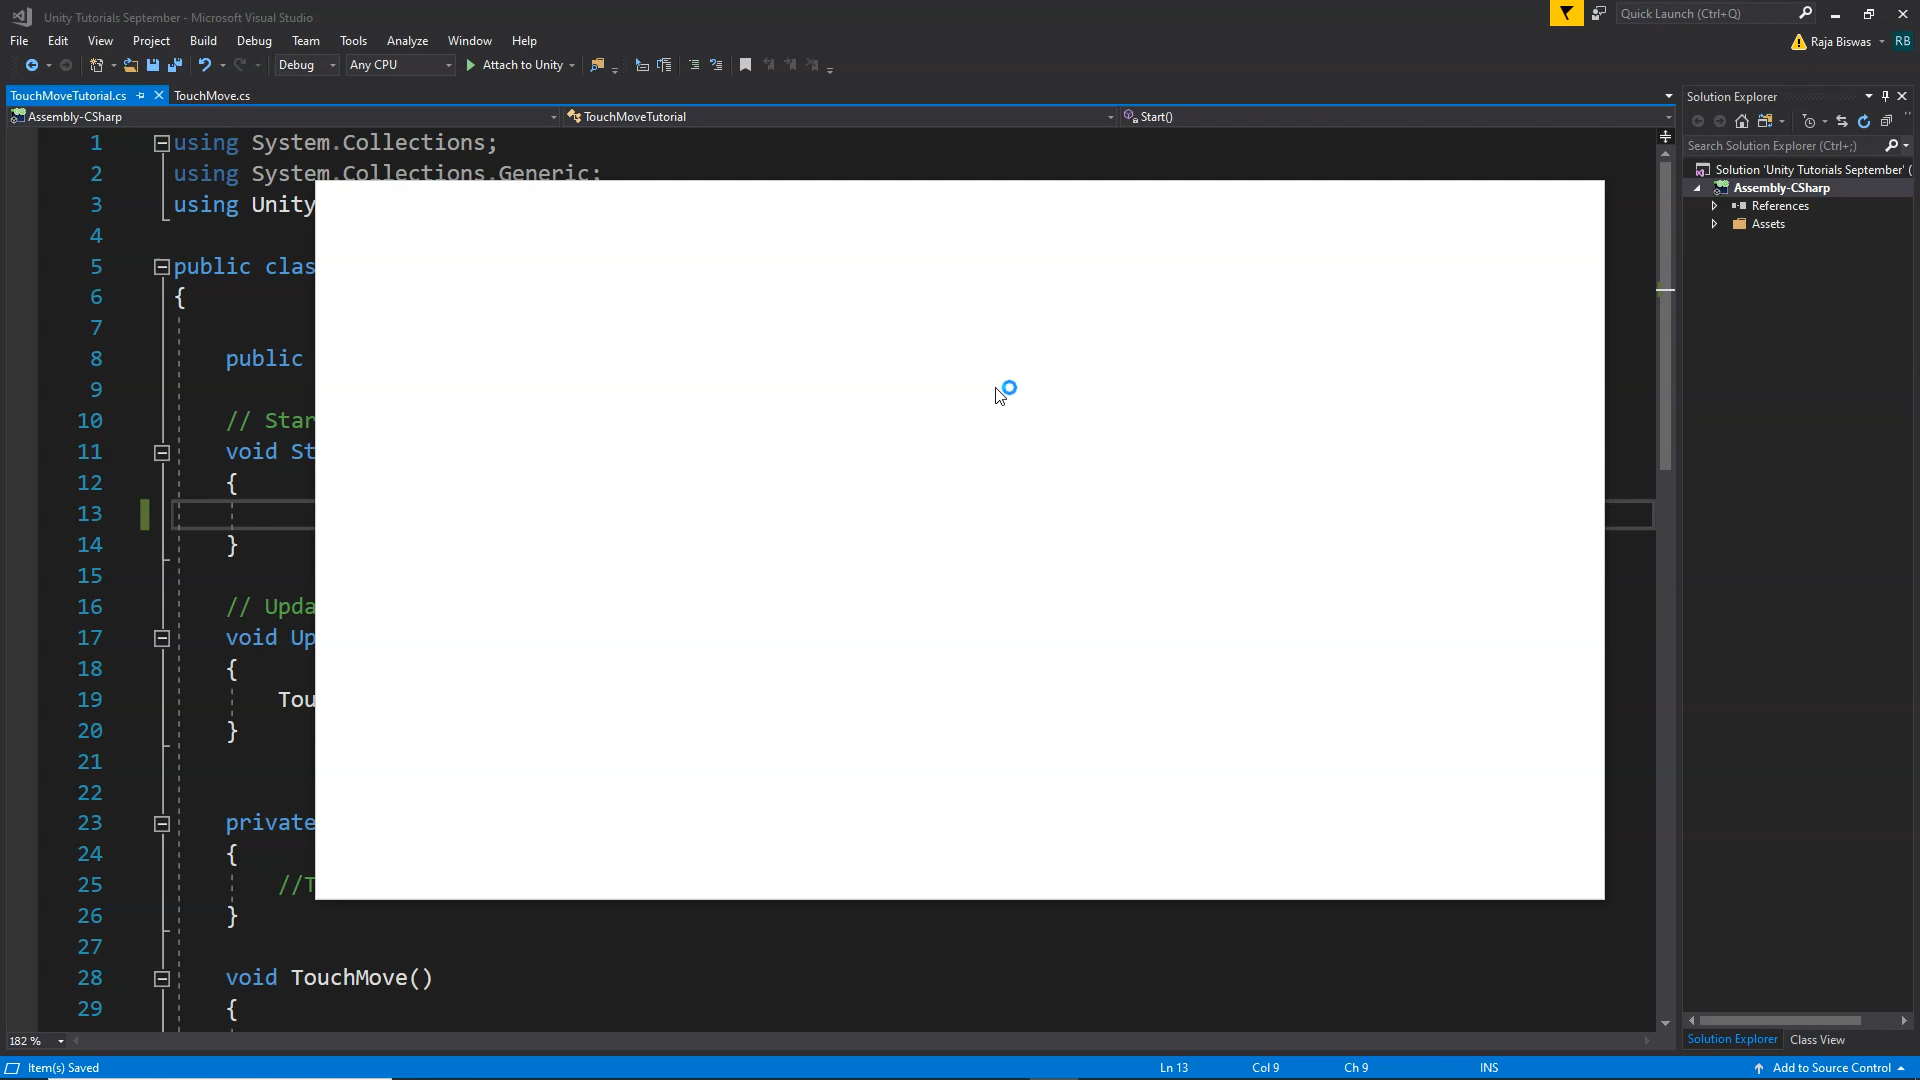 Unity Tutorials September - Microsoft Visual Studio
Quick Launch (Ctrl+Q)
File Edit View Project Build Debug Team Tools Analyze Window Help
Raja Biswas RB
Debug Any CPU Attach to Unity
TouchMoveTutorial.cs TouchMove.cs
Solution Explorer
Assembly-CSharp TouchMoveTutorial Start()
Search Solution Explorer (Ctrl+;)
Solution 'Unity Tutorials September' (
Assembly-CSharp
References
Assets
1 using System.Collections;
2 using System.Collections.Generic;
3 using Unity
4
5 public clas
6 {
7
8 public
9
10 // Star
11 void St
12 {
13
14 }
15
16 // Upda
17 void Up
18 {
19 Tou
20 }
21
22
23 private
24 {
25 //T
26 }
27
28 void TouchMove()
29 {
182 %
Solution Explorer Class View
Item(s) Saved Ln 13 Col 9 Ch 9 INS Add to Source Control